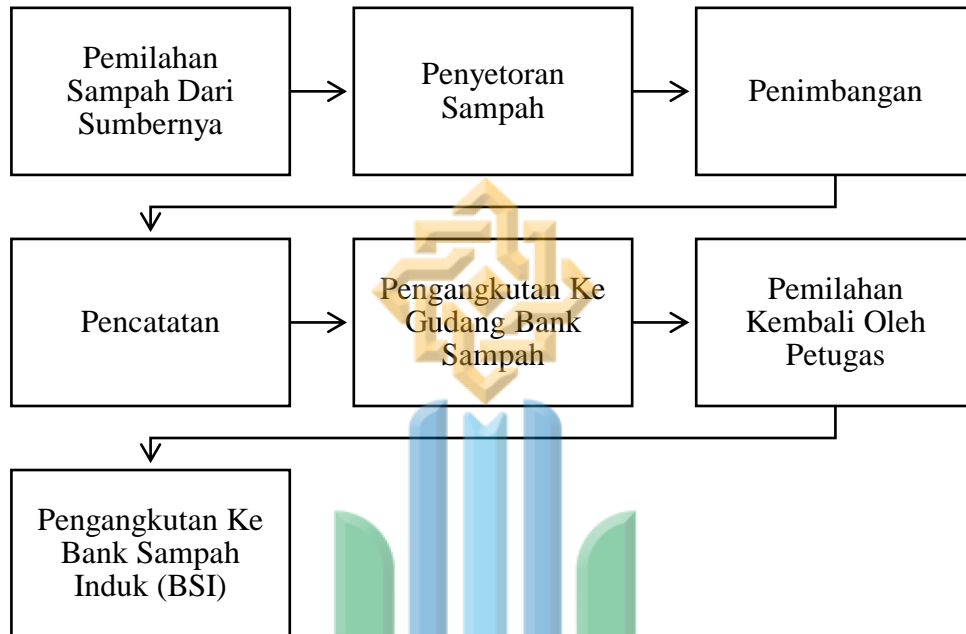 Pemilahan
Sampah Dari
Sumbernya
Penyetoran
Sampah
Penimbangan
Pencatatan
Pengangkutan Ke
Gudang Bank
Sampah
Pemilahan
Kembali Oleh
Petugas
Pengangkutan Ke
Bank Sampah
Induk (BSI)